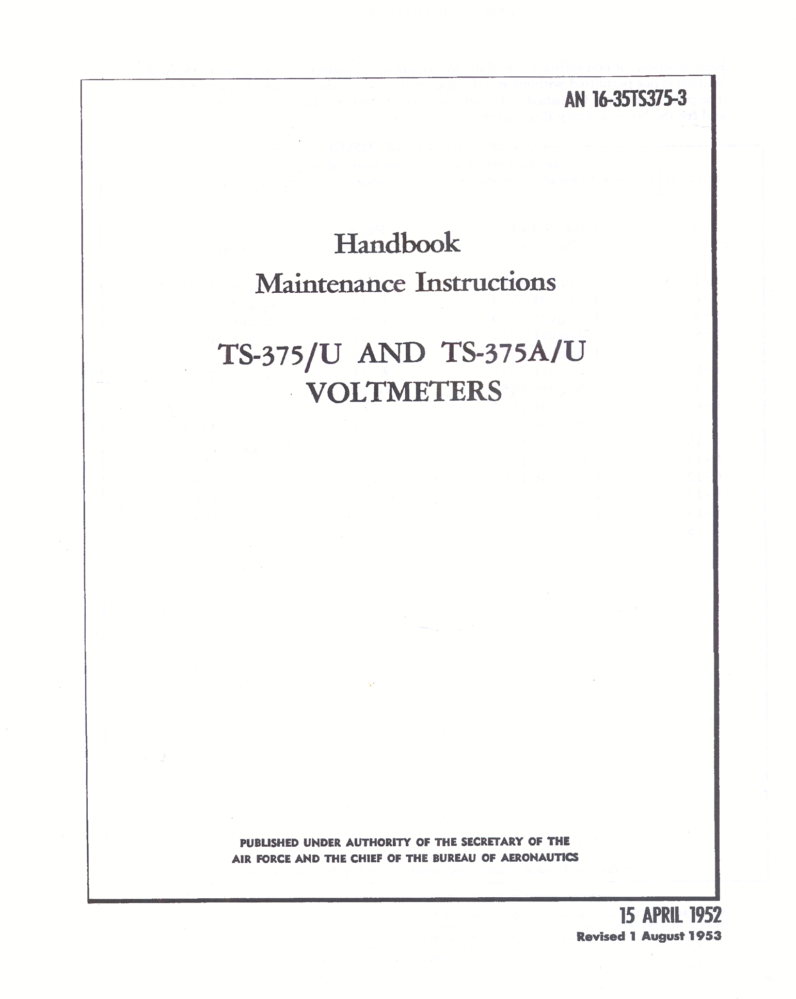 AN 16-35TS375-3
Handbook
Maintenance Instructions
TS-375/U AND TS-375A/U
VOLTMETERS
PUBLISHED UNDER AUTHORITY OF THE SECRETARY OF THE
AIR FORCE AND THE CHIEF OF THE BUREAU OF AERONAUTICS
15 APRIL 1952
Revised 1 August 1953